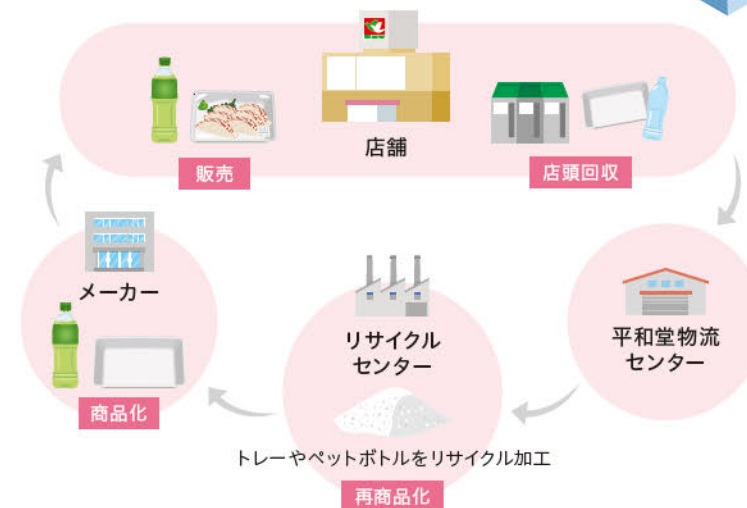 店舗
販売
店頭回収
メーカー
商品化
リサイクル
センター
トレーやペットボトルをリサイクル加工
再商品化
平和堂物流
センター